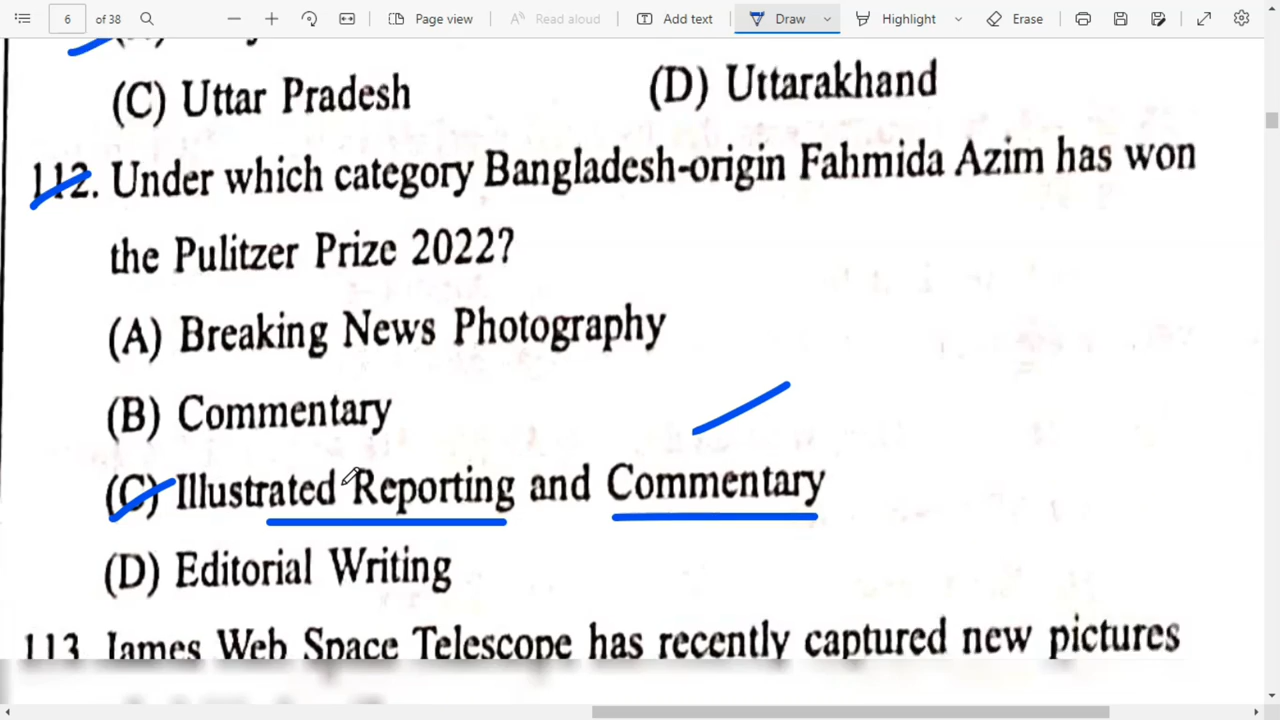 6 of 38 Page view Read aloud Add text Draw Highlight Erase
(C) Uttar Pradesh (D) Uttarakhand
112. Under which category Bangladesh-origin Fahmida Azim has won
the Pulitzer Prize 2022?
(A) Breaking News Photography
(B) Commentary
(C) Illustrated Reporting and Commentary
(D) Editorial Writing
113. James Web Space Telescope has recently captured new pictures